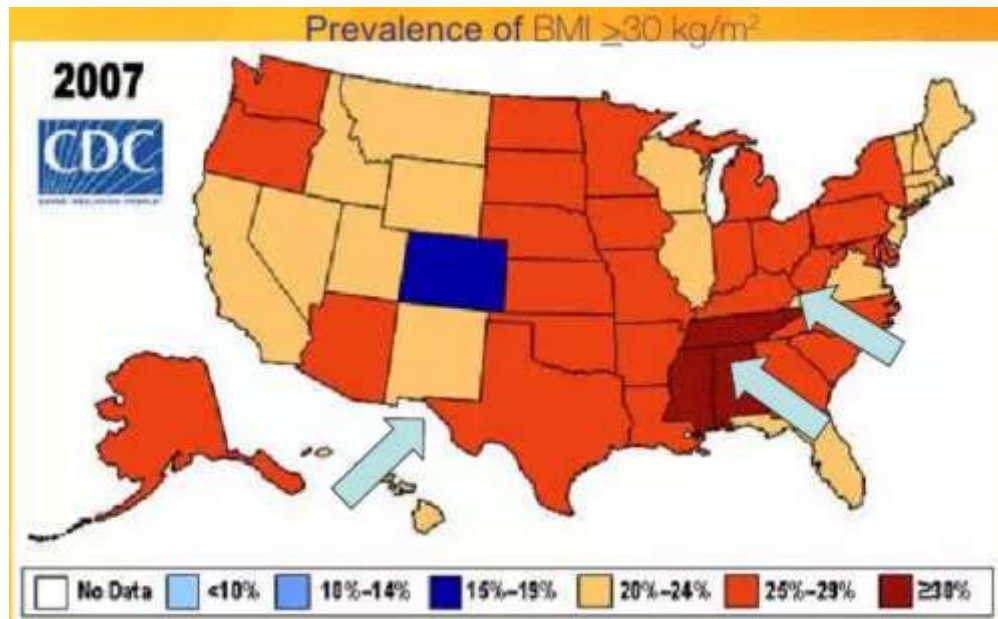 Prevalence of BMI ≥30 kg/m²
2007
CDC
No Data <10% 10%–14% 15%–19% 20%–24% 25%–29% ≥30%